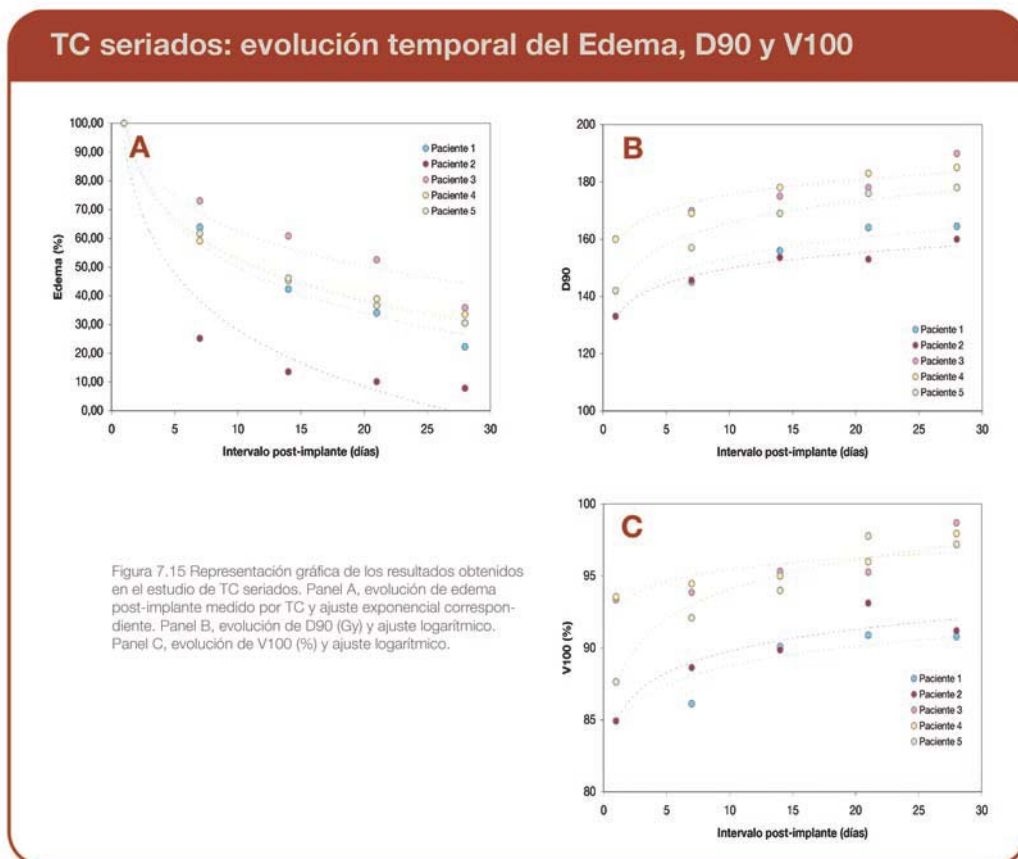 TC seriados: evolución temporal del Edema, D90 y V100
A
100,00
90,00
80,00
70,00
60,00
50,00
40,00
30,00
20,00
10,00
0,00
Edema (%)
0 5 10 15 20 25 30
Intervalo post-implante (días)
Paciente 1
Paciente 2
Paciente 3
Paciente 4
Paciente 5
B
200
180
160
140
120
100
D90
0 5 10 15 20 25 30
Intervalo post-implante (días)
Paciente 1
Paciente 2
Paciente 3
Paciente 4
Paciente 5
Figura 7.15 Representación gráfica de los resultados obtenidos
en el estudio de TC seriados. Panel A, evolución de edema
post-implante medido por TC y ajuste exponencial correspon-
diente. Panel B, evolución de D90 (Gy) y ajuste logarítmico.
Panel C, evolución de V100 (%) y ajuste logarítmico.
C
100
95
90
85
80
V100 (%)
0 5 10 15 20 25 30
Intervalo post-implante (días)
Paciente 1
Paciente 2
Paciente 3
Paciente 4
Paciente 5